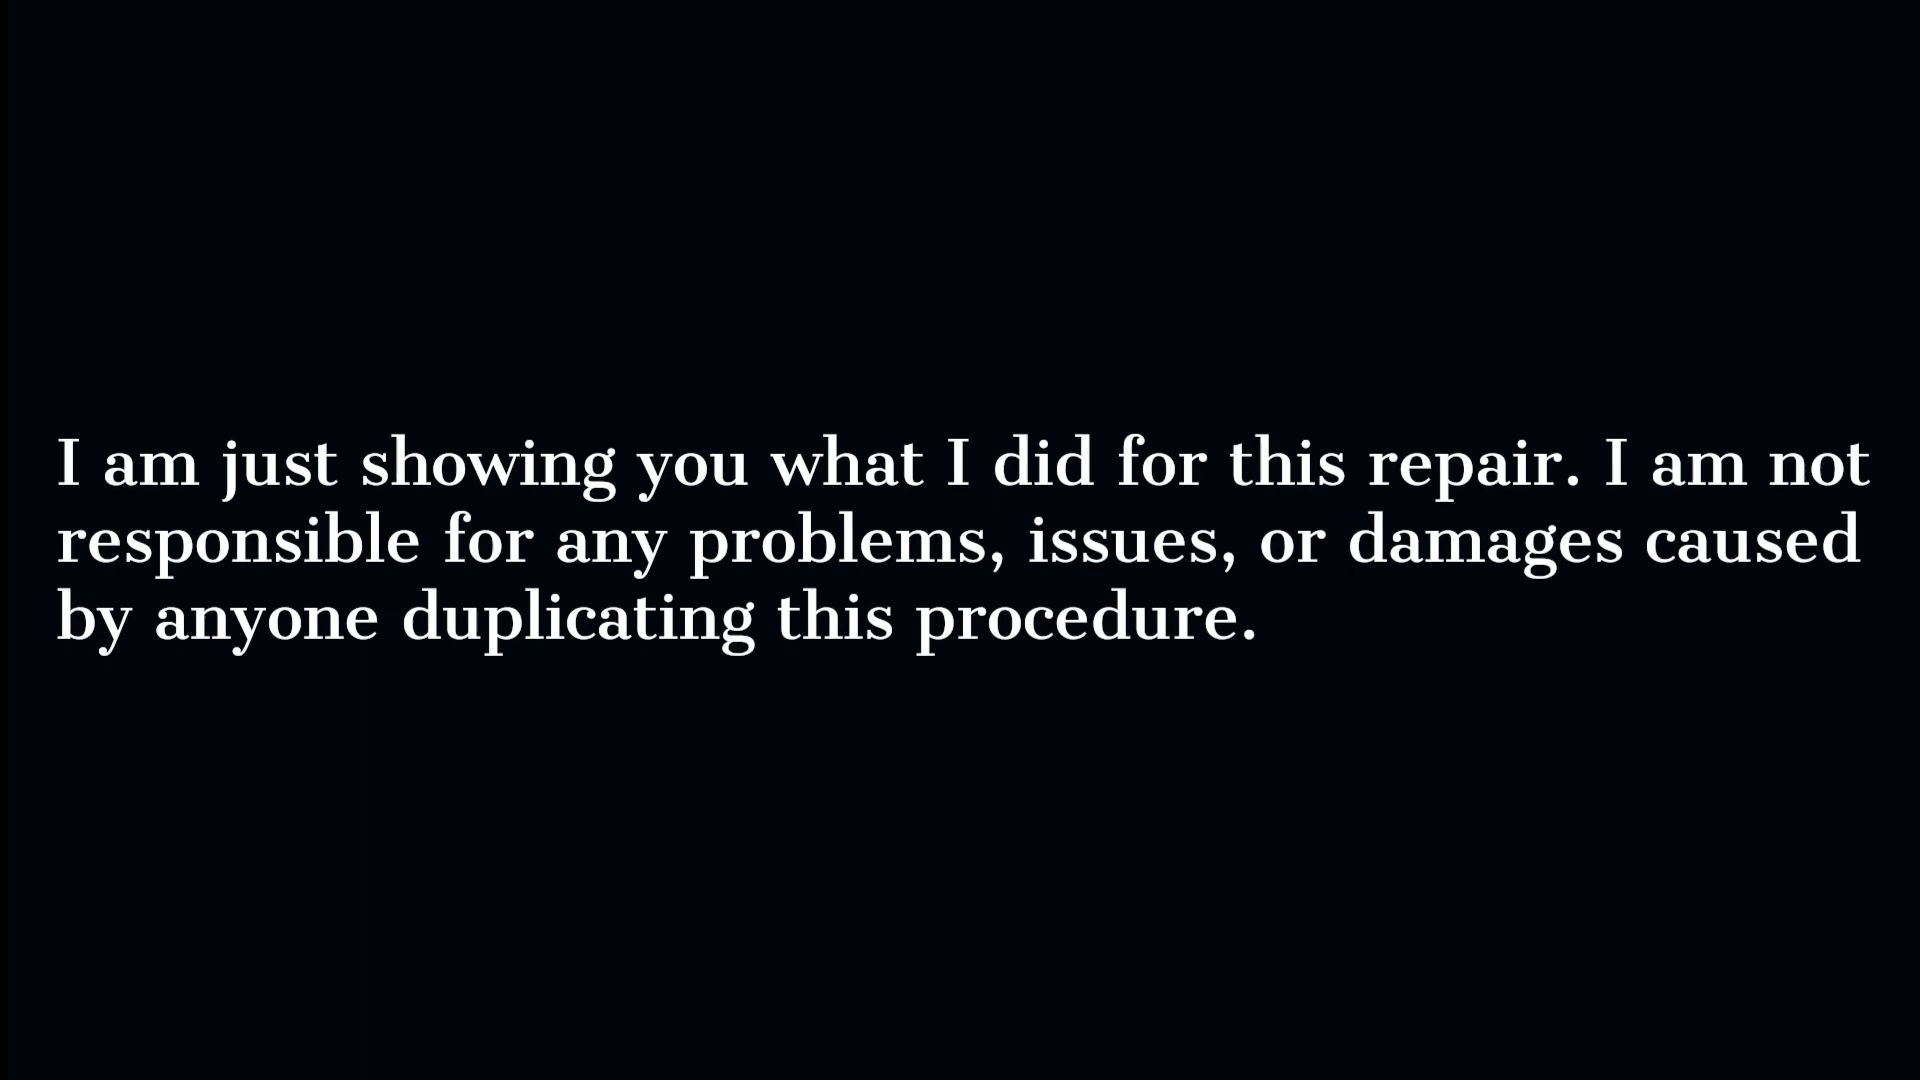 I am just showing you what I did for this repair. I am not
responsible for any problems, issues, or damages caused
by anyone duplicating this procedure.